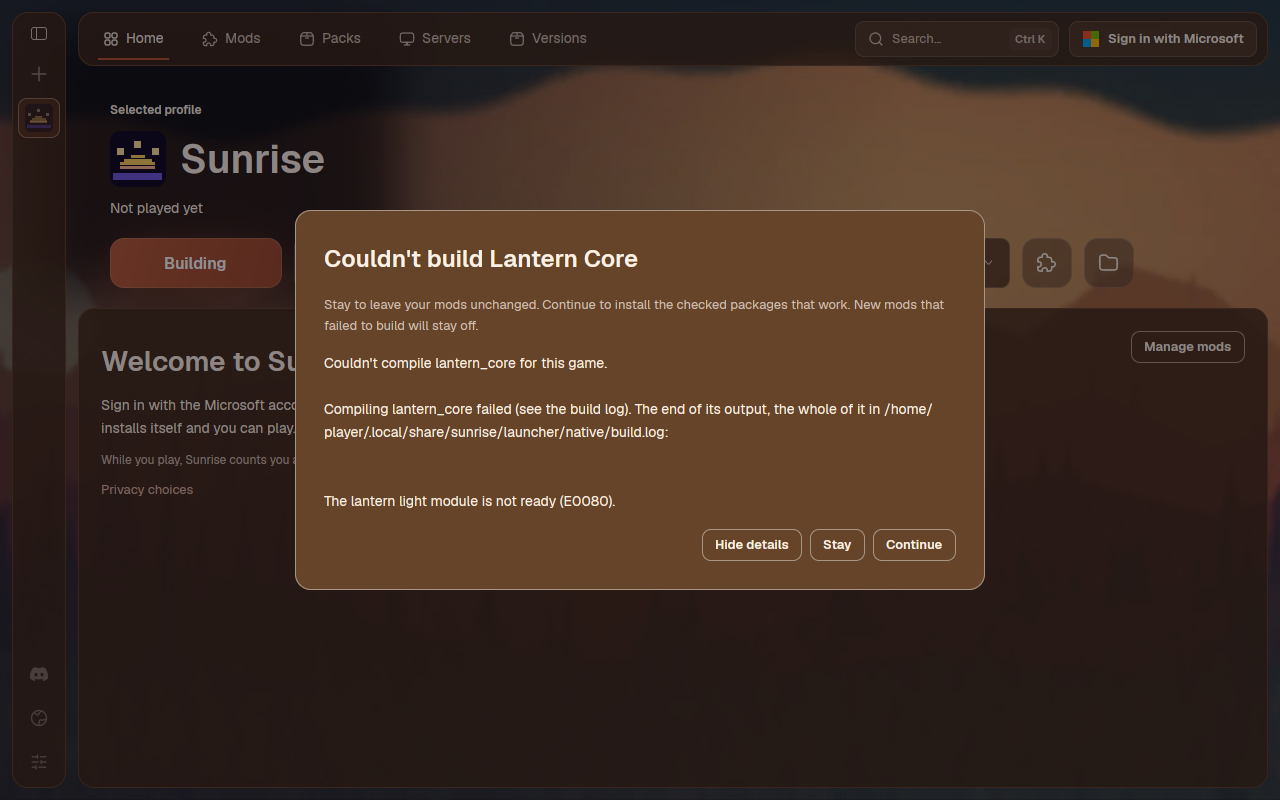 Home
Mods
Packs
Servers
Versions
Search...
Ctrl K
Sign in with Microsoft
Selected profile
Sunrise
Not played yet
Building
Couldn't build Lantern Core
Stay to leave your mods unchanged. Continue to install the checked packages that work. New mods that
failed to build will stay off.
Couldn't compile lantern_core for this game.
Compiling lantern_core failed (see the build log). The end of its output, the whole of it in /home/
player/.local/share/sunrise/launcher/native/build.log:
The lantern light module is not ready (E0080).
Hide details
Stay
Continue
Welcome to Su
Manage mods
Sign in with the Microsoft acco
installs itself and you can play.
While you play, Sunrise counts you a
Privacy choices